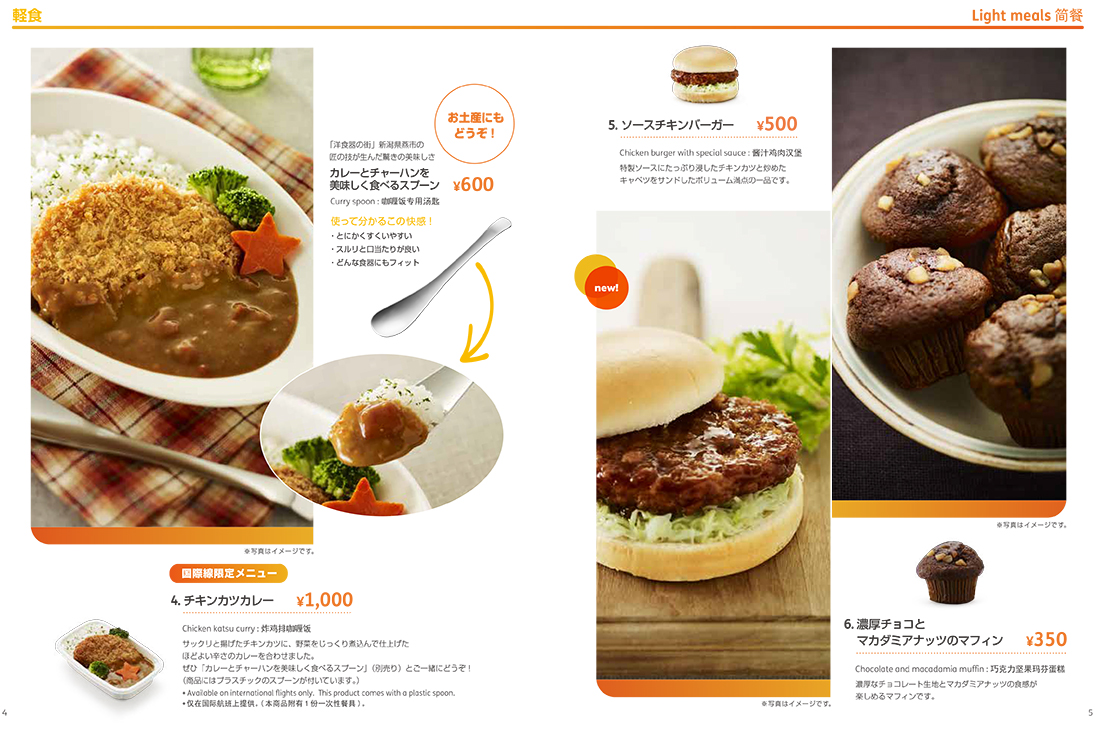 軽食
Light meals 简餐
お土産にも
どうぞ！
「洋食器の街」新潟県燕市の
匠の技が生んだ驚きの美味しさ
カレーとチャーハンを
美味しく食べるスプーン ¥600
Curry spoon : 咖喱饭专用汤匙
使って分かるこの快感！
・とにかくすくいやすい
・スルリと口当たりが良い
・どんな食器にもフィット
※写真はイメージです。
国際線限定メニュー
4. チキンカツカレー ¥1,000
Chicken katsu curry : 炸鸡排咖喱饭
サックリと揚げたチキンカツに、野菜をじっくり煮込んで仕上げた
ほどよい辛さのカレーを合わせました。
ぜひ「カレーとチャーハンを美味しく食べるスプーン」（別売り）とご一緒にどうぞ！
（商品にはプラスチックのスプーンが付いています。）
• Available on international flights only. This product comes with a plastic spoon.
• 仅在国际航班上提供。（本商品附有1份一次性餐具）。
4
5. ソースチキンバーガー ¥500
Chicken burger with special sauce : 酱汁鸡肉汉堡
特製ソースにたっぷり浸したチキンカツと炒めた
キャベツをサンドしたボリューム満点の一品です。
new!
※写真はイメージです。
※写真はイメージです。
6. 濃厚チョコと
マカダミアナッツのマフィン ¥350
Chocolate and macadamia muffin : 巧克力坚果玛芬蛋糕
濃厚なチョコレート生地とマカダミアナッツの食感が
楽しめるマフィンです。
5